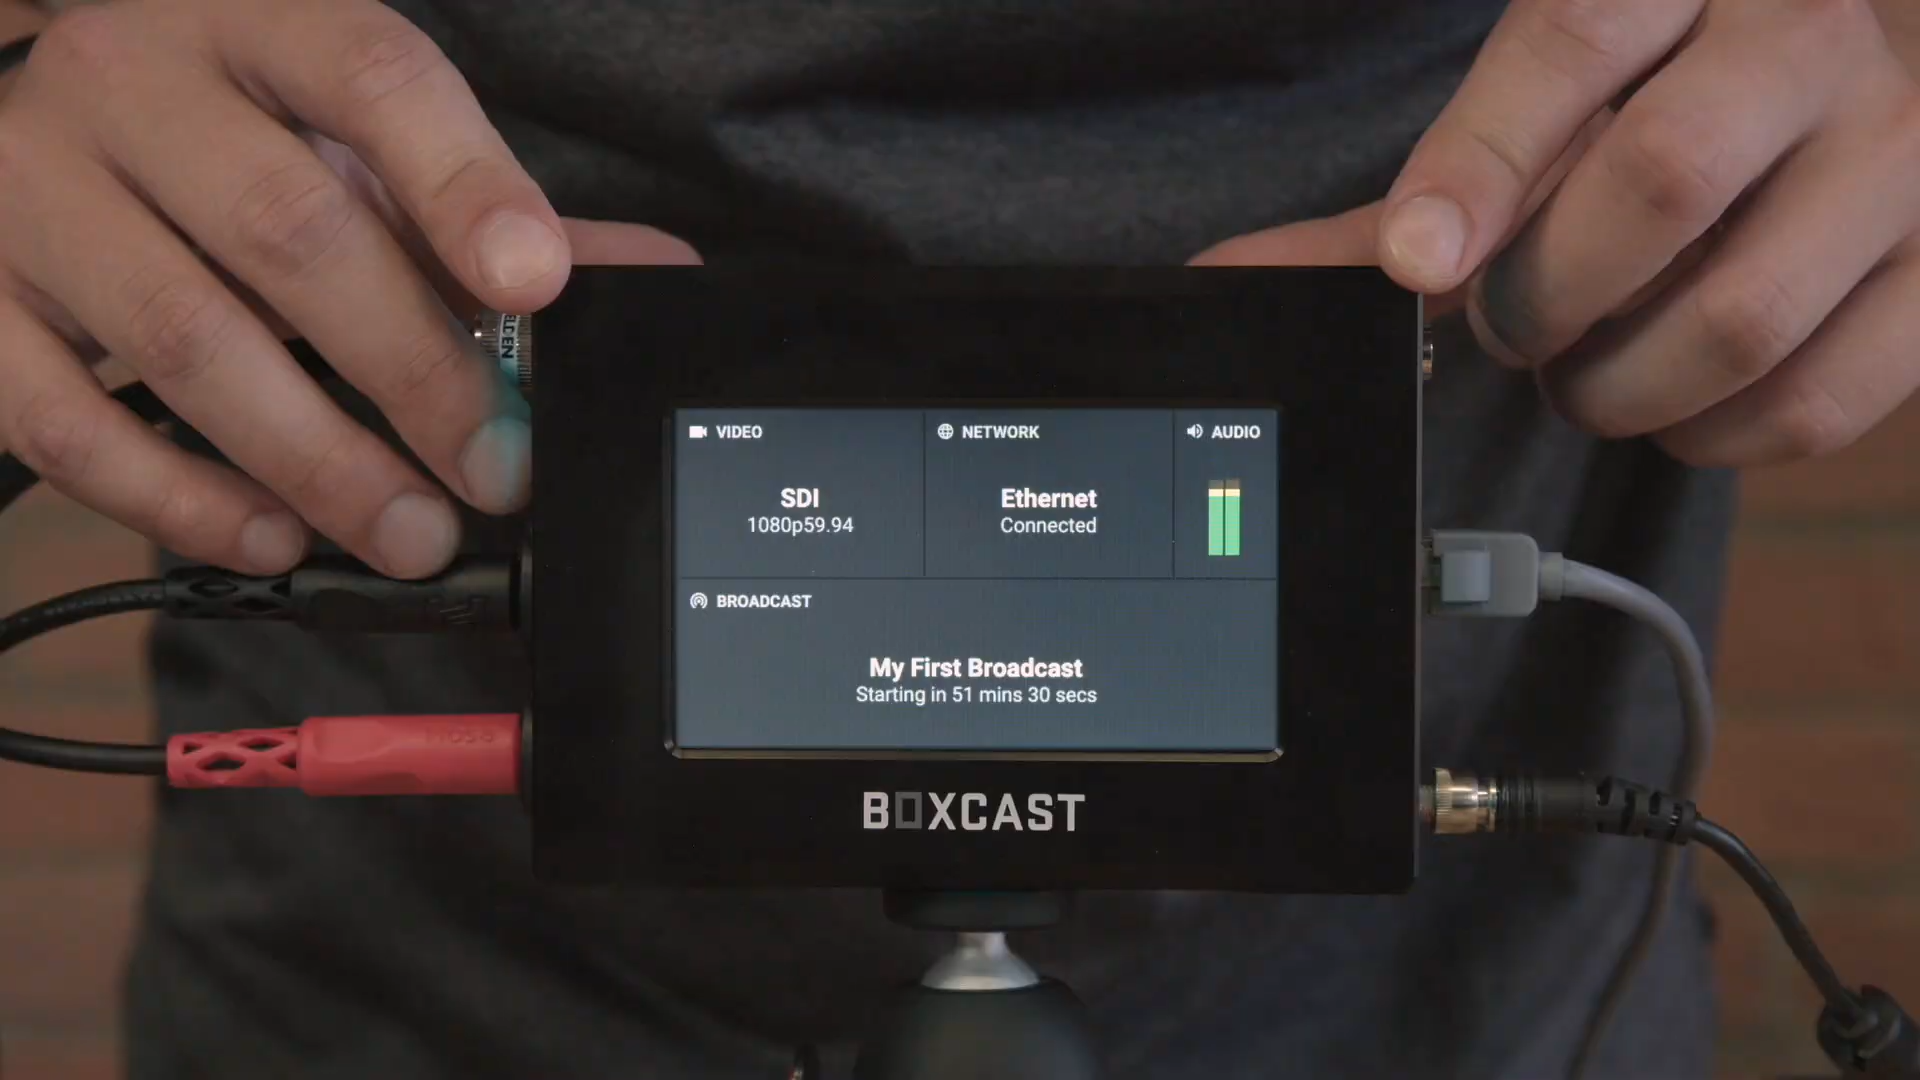 VIDEO
NETWORK
AUDIO
SDI
1080p59.94
Ethernet
Connected
BROADCAST
My First Broadcast
Starting in 51 mins 30 secs
BOXCAST